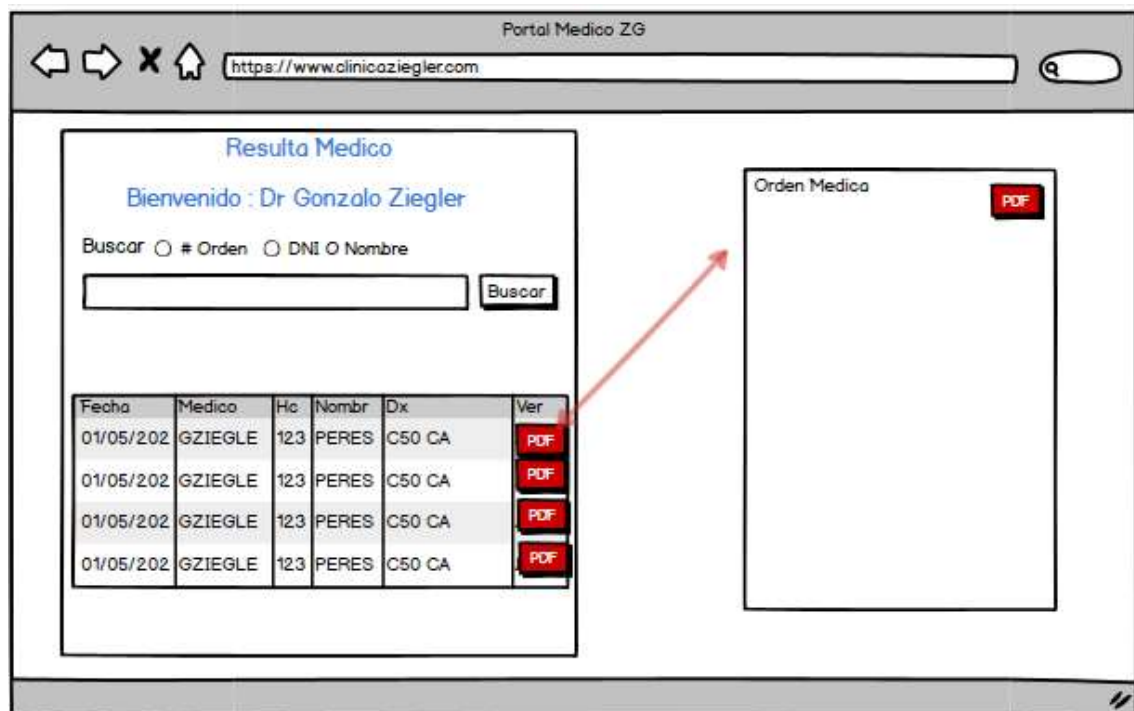 Portal Medico ZG
https://www.clinicaziegler.com
Resulta Medico
Bienvenido : Dr Gonzalo Ziegler
Buscar # Orden DNI O Nombre
Buscar
Fecha Medico Hc Nombr Dx Ver
01/05/202 GZIEGLE 123 PERES C50 CA PDF
01/05/202 GZIEGLE 123 PERES C50 CA PDF
01/05/202 GZIEGLE 123 PERES C50 CA PDF
01/05/202 GZIEGLE 123 PERES C50 CA PDF
Orden Medica
PDF